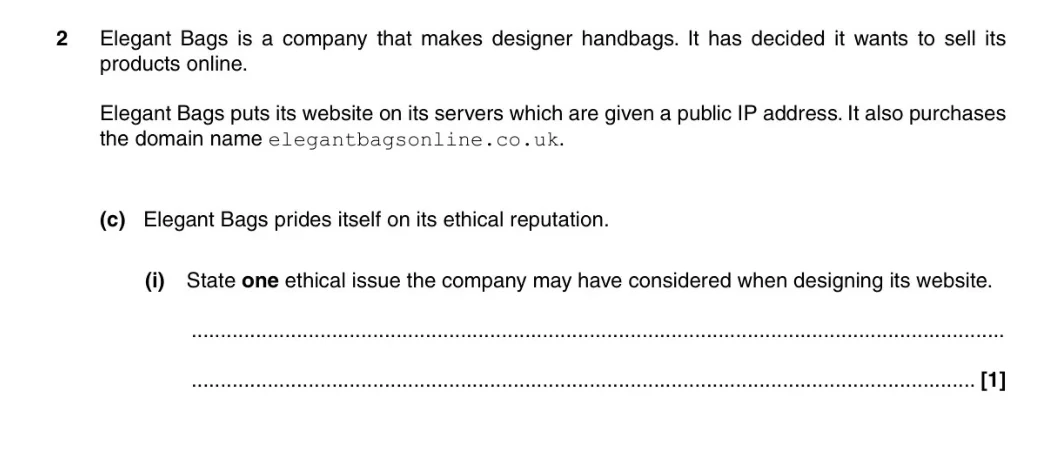 2 Elegant Bags is a company that makes designer handbags. It has decided it wants to sell its
products online.
Elegant Bags puts its website on its servers which are given a public IP address. It also purchases
the domain name elegantbagsonline.co.uk.
(c) Elegant Bags prides itself on its ethical reputation.
(i) State one ethical issue the company may have considered when designing its website.
[1]